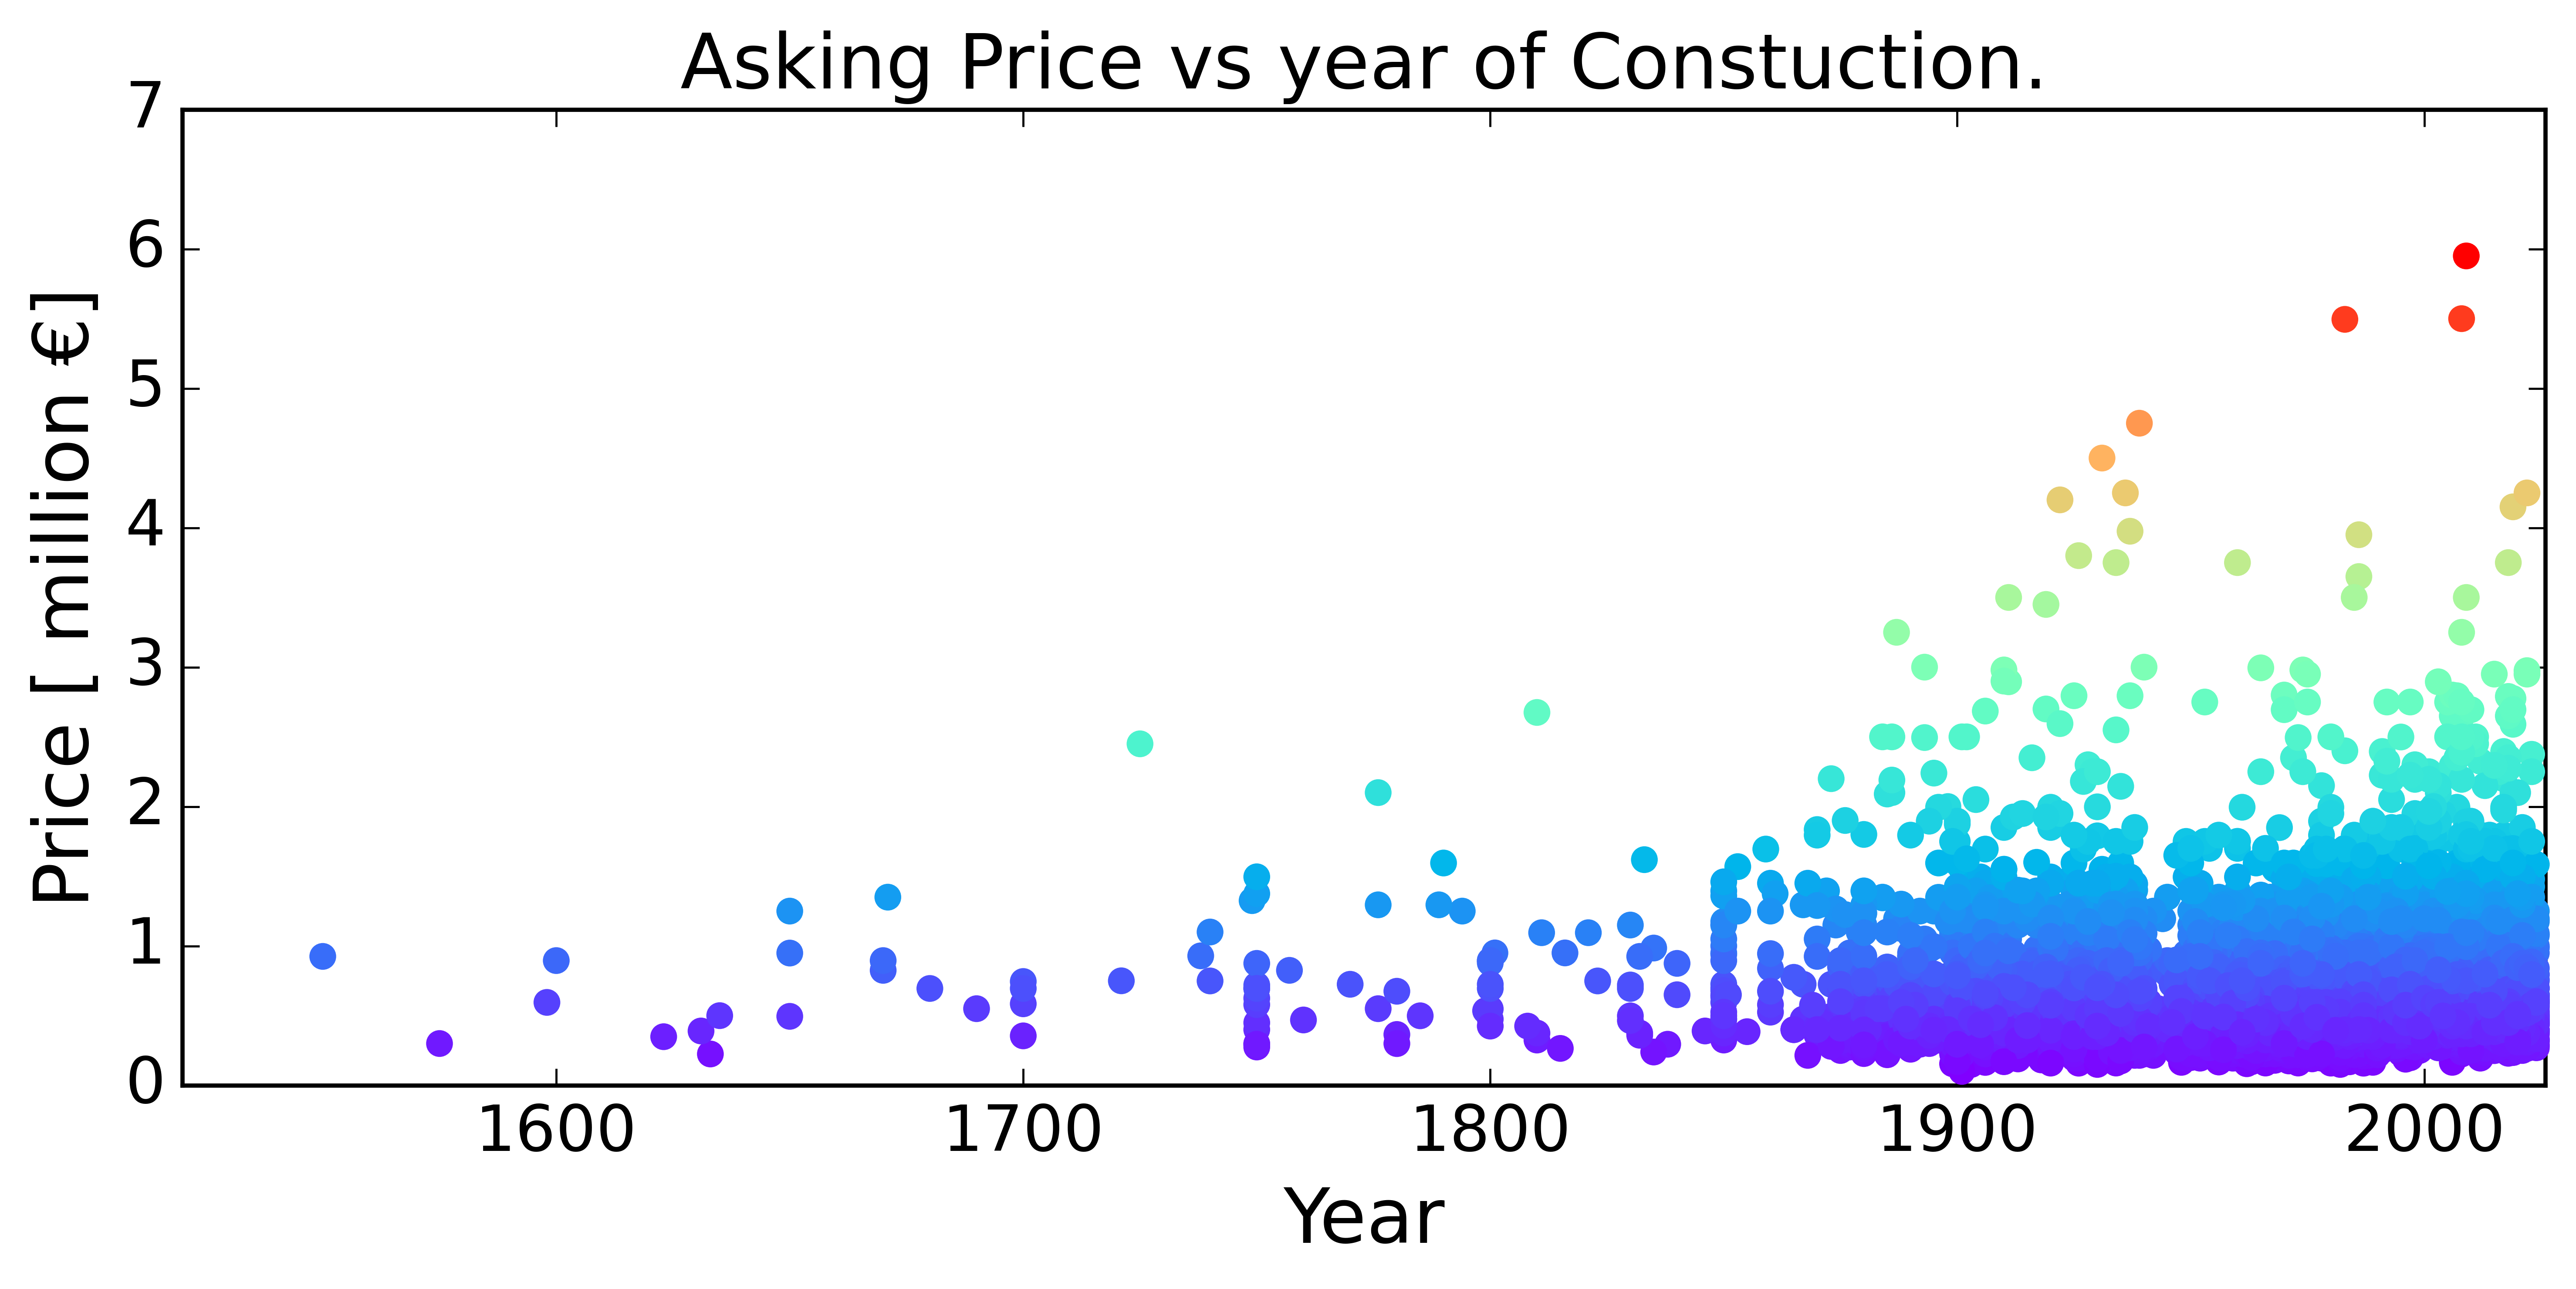 Asking Price vs year of Constuction.
7
6
5
4
3
2
1
0
Price [ million €]
1600 1700 1800 1900 2000
Year